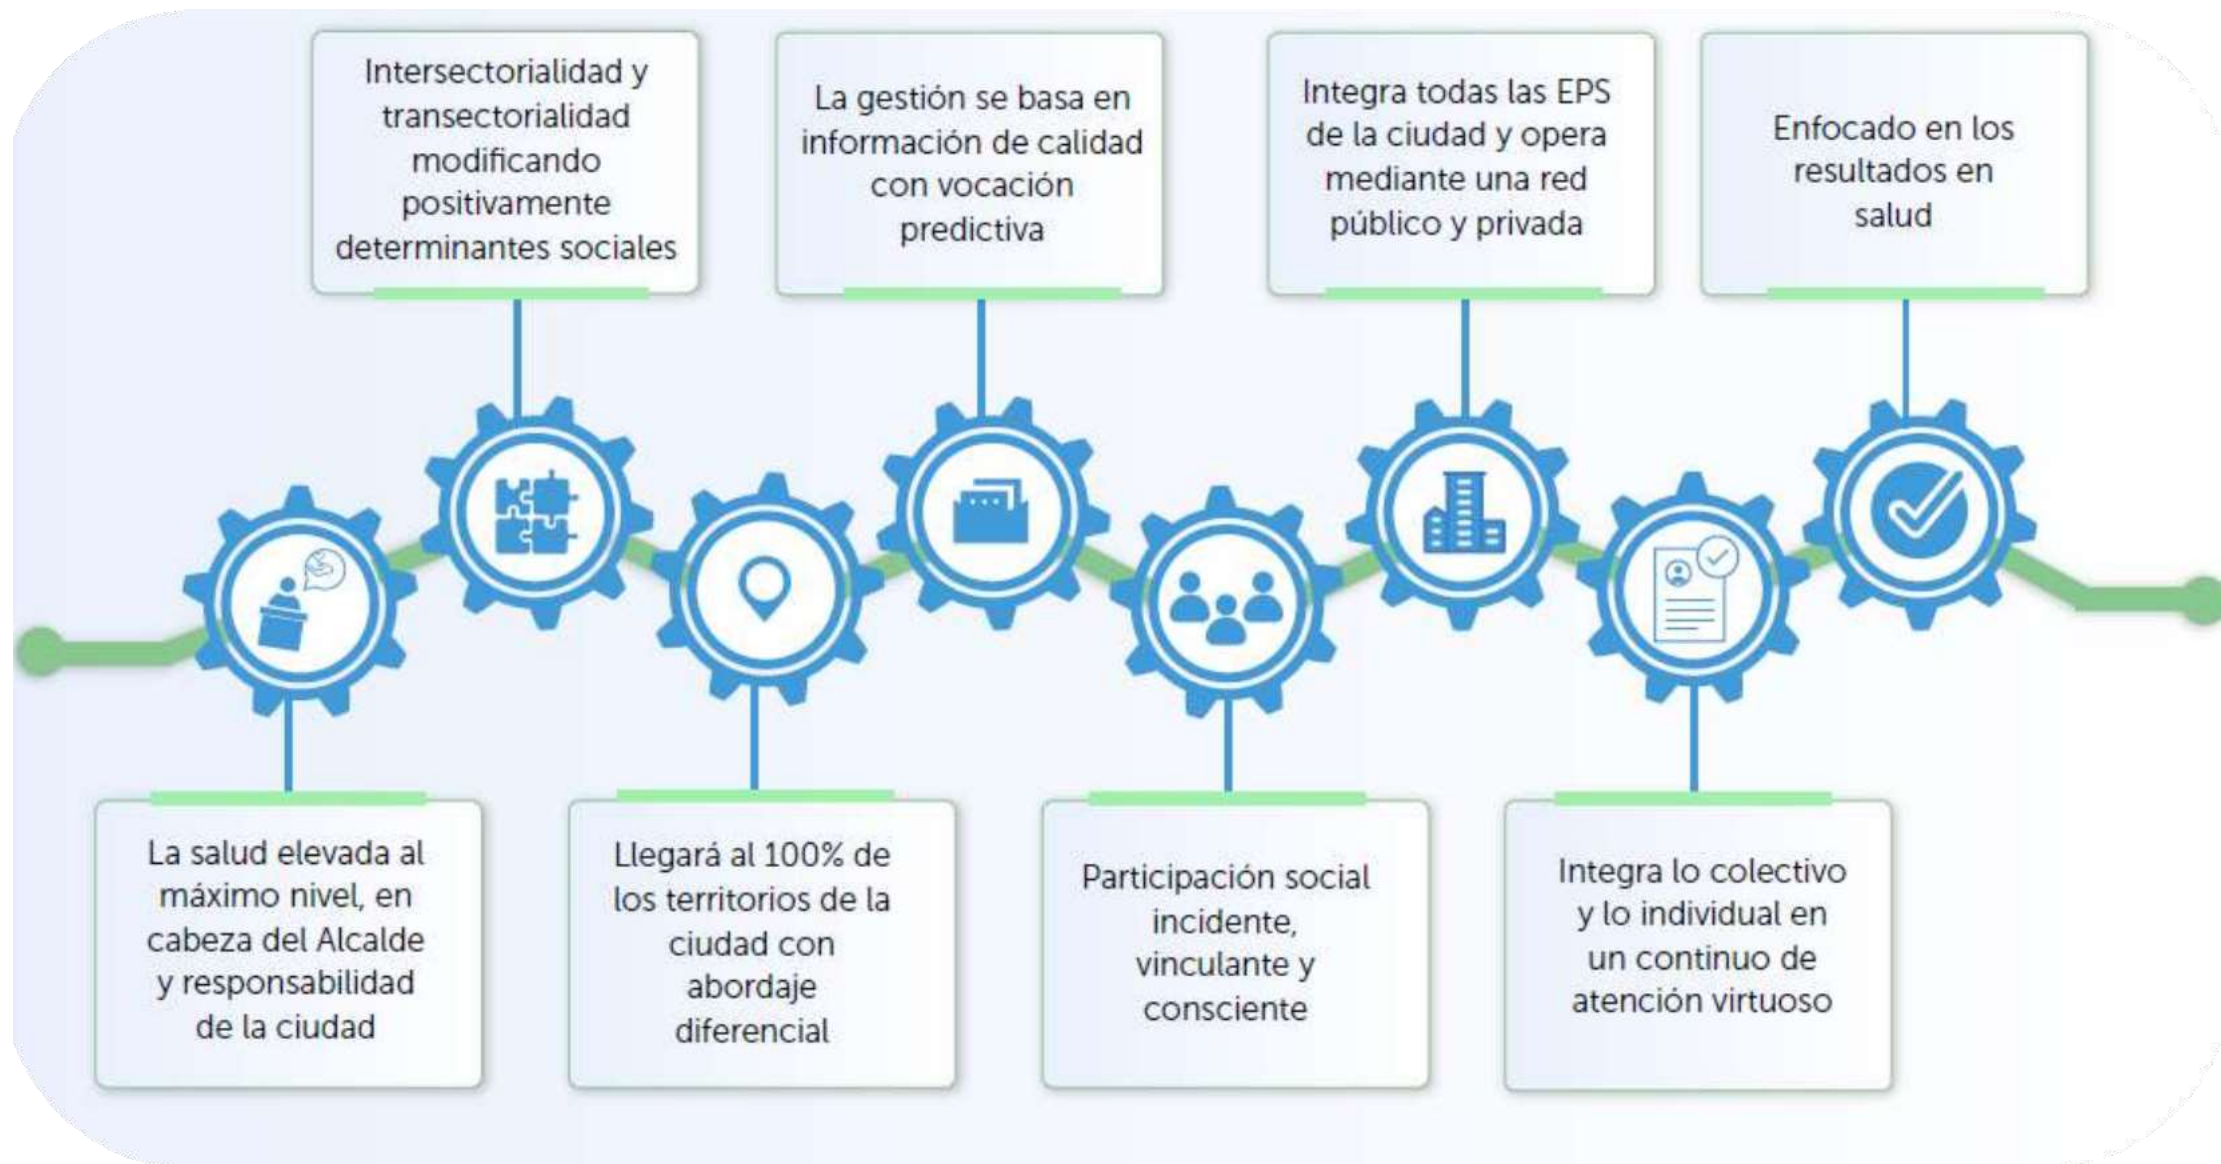 Intersectorialidad y
transectorialidad
modificando
positivamente
determinantes sociales
La gestión se basa en
información de calidad
con vocación
predictiva
Integra todas las EPS
de la ciudad y opera
mediante una red
público y privada
Enfocado en los
resultados en
salud
La salud elevada al
máximo nivel, en
cabeza del Alcalde
y responsabilidad
de la ciudad
Llegará al 100% de
los territorios de la
ciudad con
abordaje
diferencial
Participación social
incidente,
vinculante y
consciente
Integra lo colectivo
y lo individual en
un continuo de
atención virtuoso